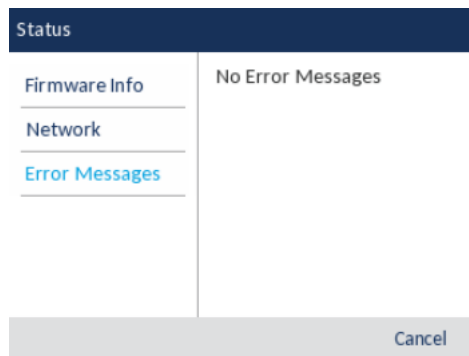 Status
Firmware Info
Network
Error Messages
No Error Messages
Cancel